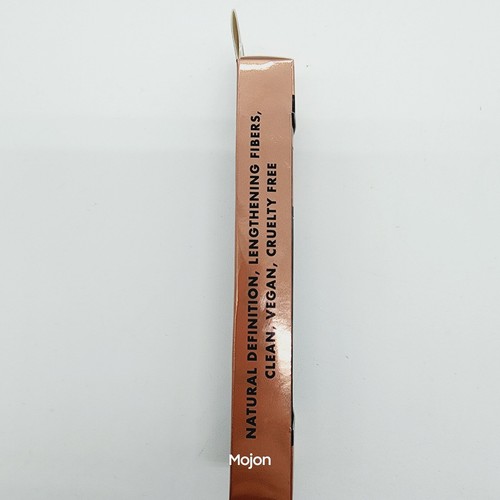 NATURAL DEFINITION, LENGTHENING FIBERS,
CLEAN, VEGAN, CRUELTY FREE
Mojon